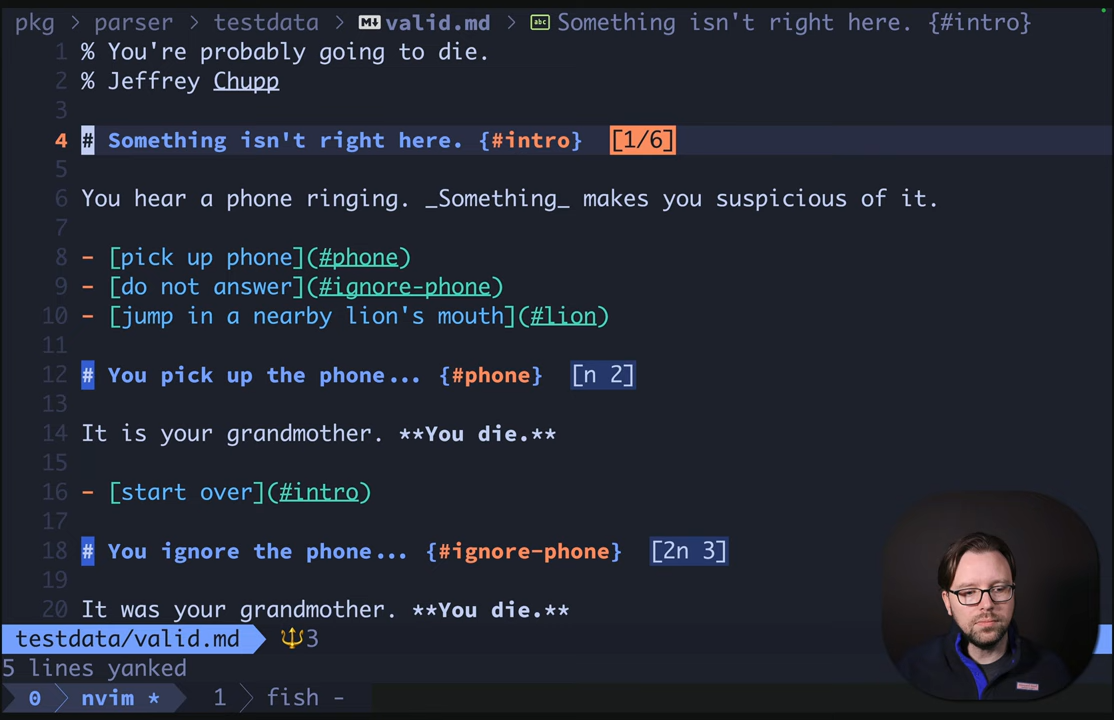 pkg > parser > testdata > M↓ valid.md > abc Something isn't right here. {#intro}
1 % You're probably going to die.
2 % Jeffrey Chupp
3
4 # Something isn't right here. {#intro} [1/6]
5
6 You hear a phone ringing. _Something_ makes you suspicious of it.
7
8 - [pick up phone](#phone)
9 - [do not answer](#ignore-phone)
10 - [jump in a nearby lion's mouth](#lion)
11
12 # You pick up the phone... {#phone} [n 2]
13
14 It is your grandmother. **You die.**
15
16 - [start over](#intro)
17
18 # You ignore the phone... {#ignore-phone} [2n 3]
19
20 It was your grandmother. **You die.**
testdata/valid.md 🔱3
5 lines yanked
0 nvim * 1 fish -